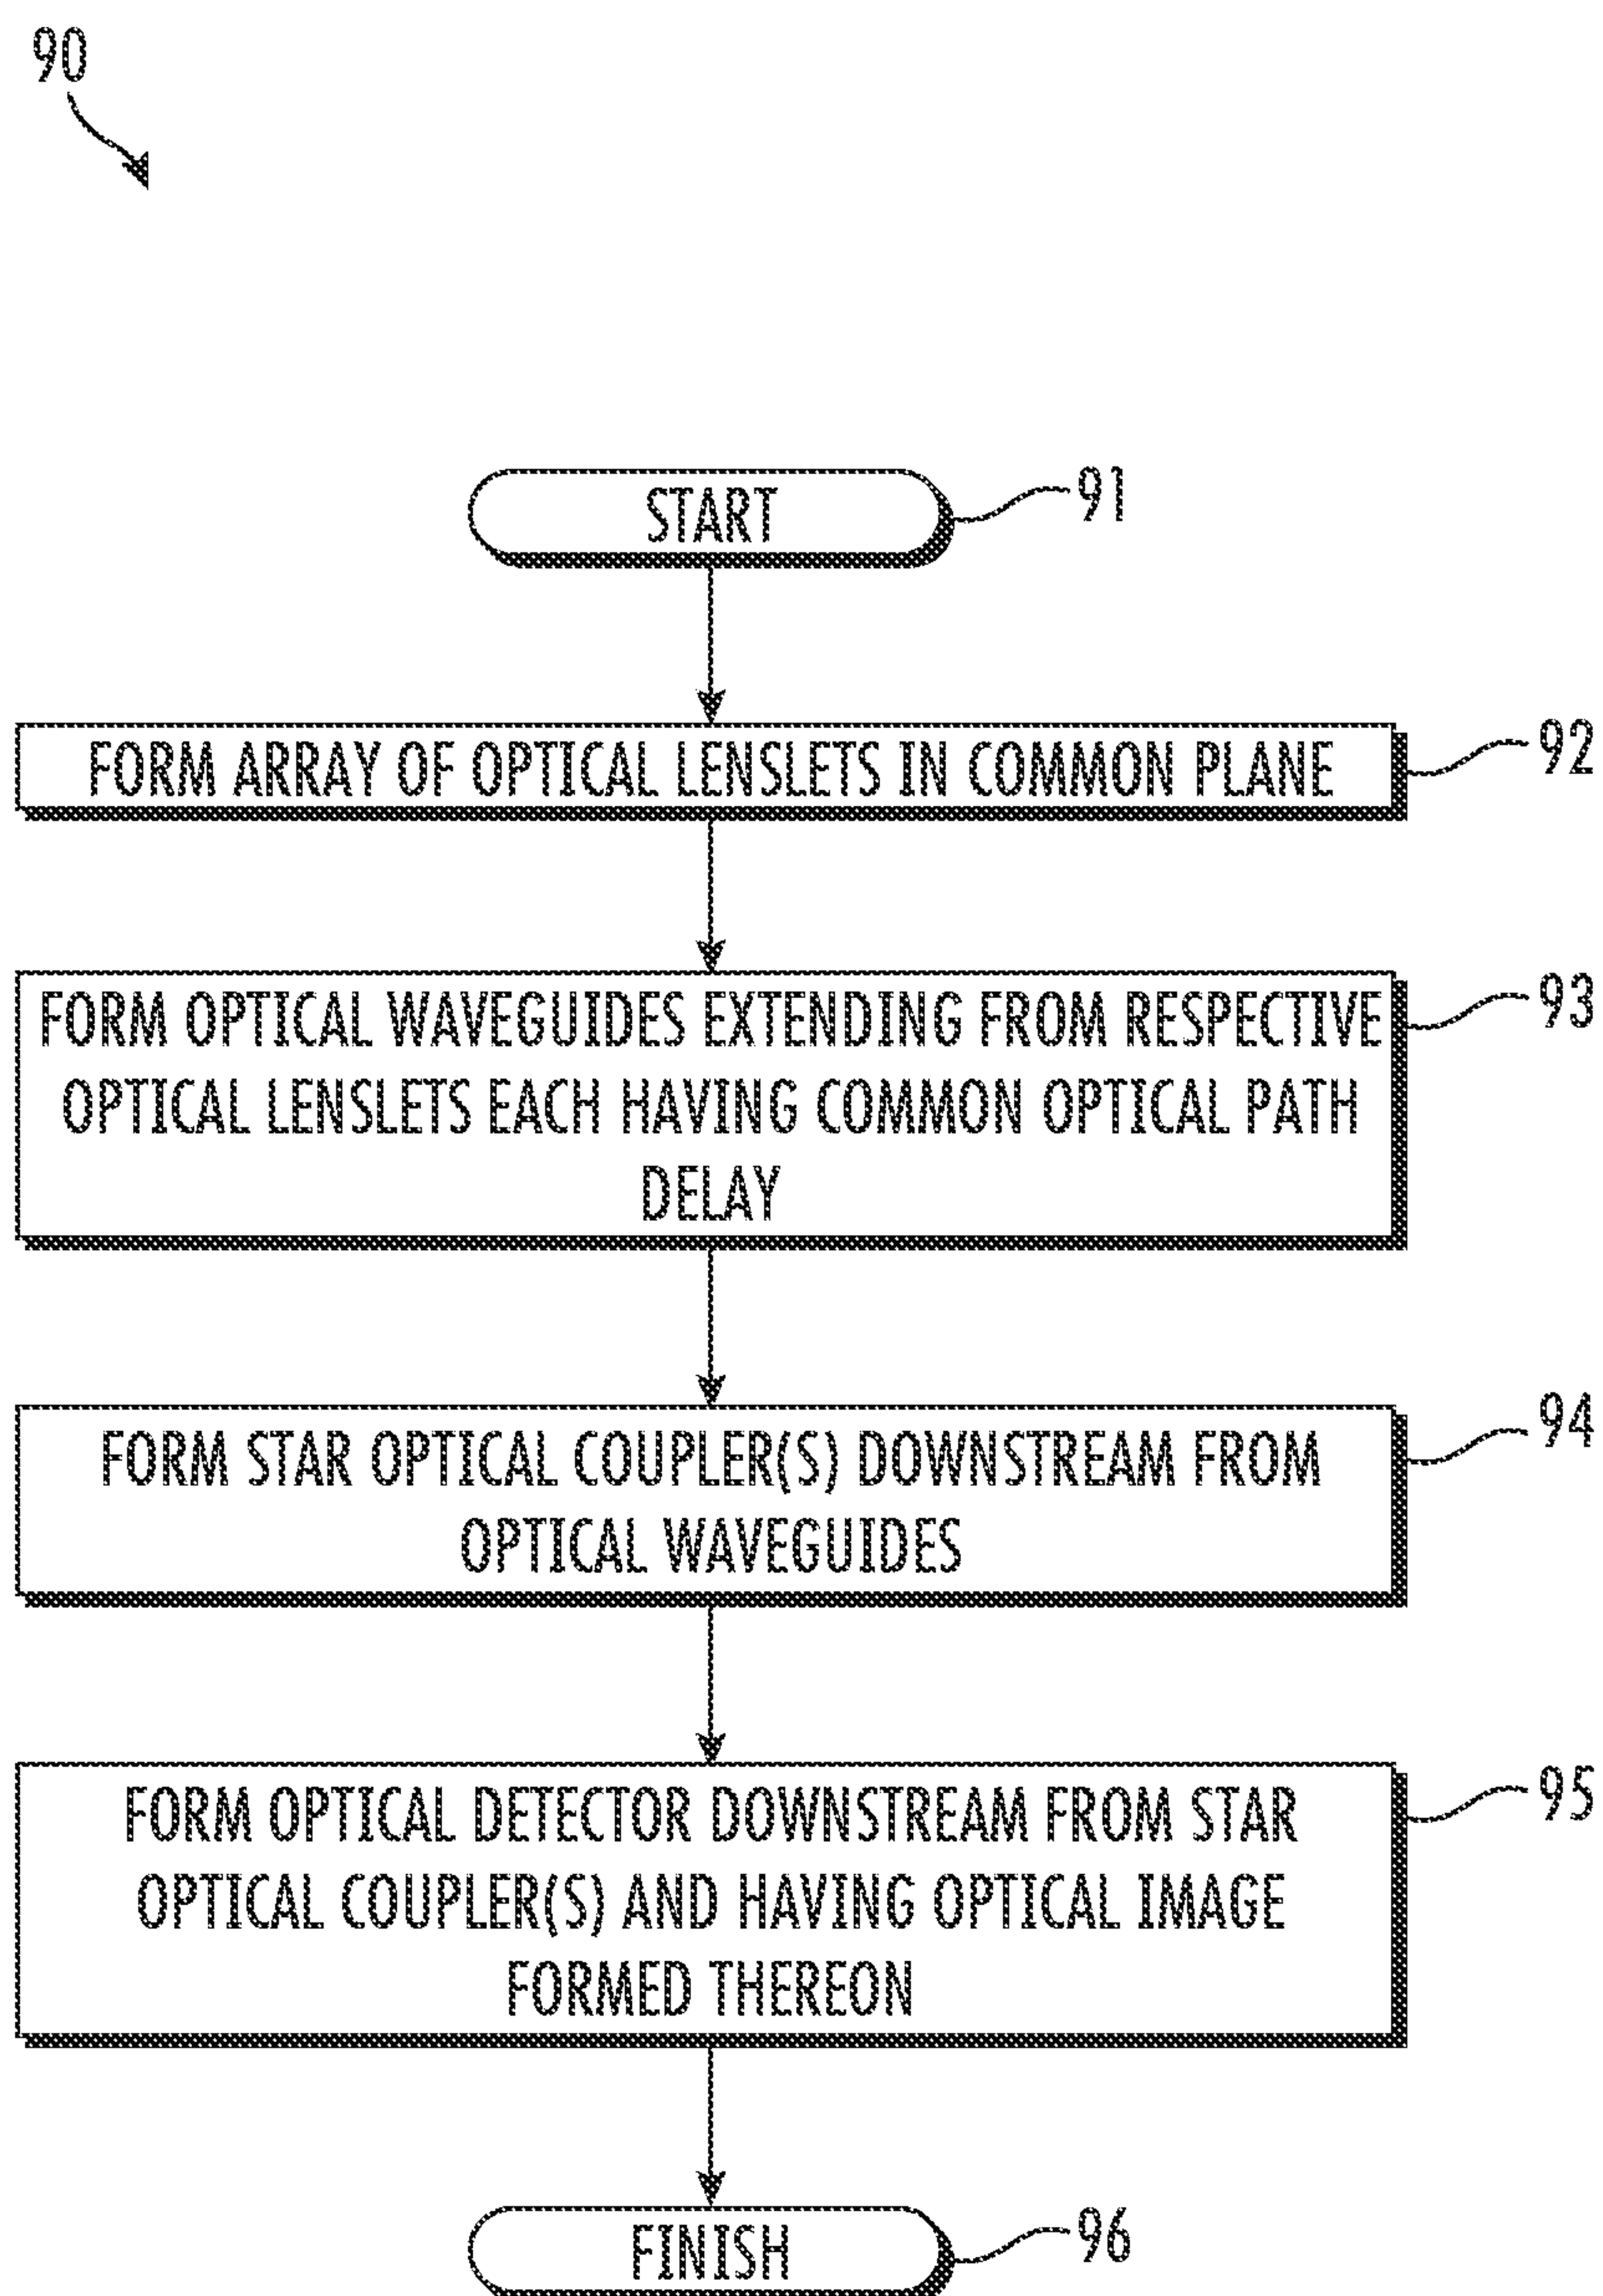 90
START
91
FORM ARRAY OF OPTICAL LENSLETS IN COMMON PLANE
92
FORM OPTICAL WAVEGUIDES EXTENDING FROM RESPECTIVE
OPTICAL LENSLETS EACH HAVING COMMON OPTICAL PATH
DELAY
93
FORM STAR OPTICAL COUPLER(S) DOWNSTREAM FROM
OPTICAL WAVEGUIDES
94
FORM OPTICAL DETECTOR DOWNSTREAM FROM STAR
OPTICAL COUPLER(S) AND HAVING OPTICAL IMAGE
FORMED THEREON
95
FINISH
96